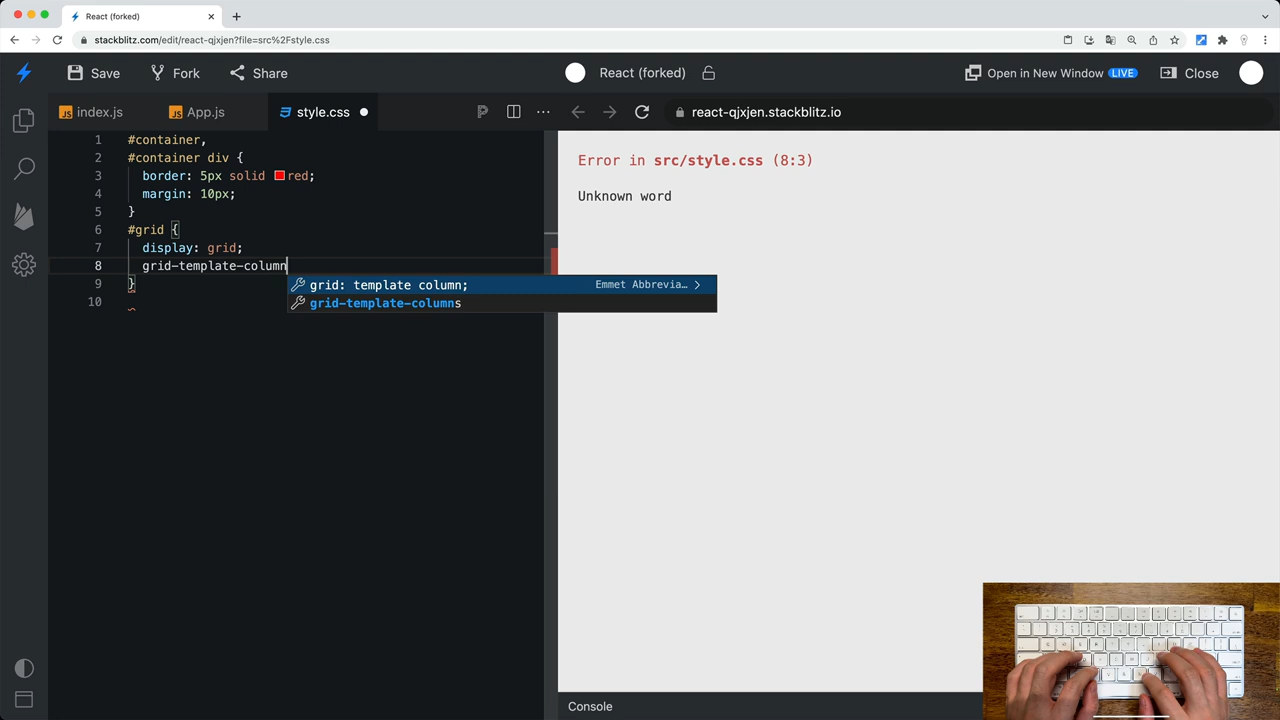 React (forked)
stackblitz.com/edit/react-qjxjen?file=src%2Fstyle.css
Save
Fork
Share
React (forked)
Open in New Window LIVE
Close
JS index.js
JS App.js
style.css
react-qjxjen.stackblitz.io
1 #container,
2 #container div {
3 border: 5px solid red;
4 margin: 10px;
5 }
6 #grid {
7 display: grid;
8 grid-template-column
9 }
10
grid: template column; Emmet Abbrevia…
grid-template-columns
Error in src/style.css (8:3)
Unknown word
Console